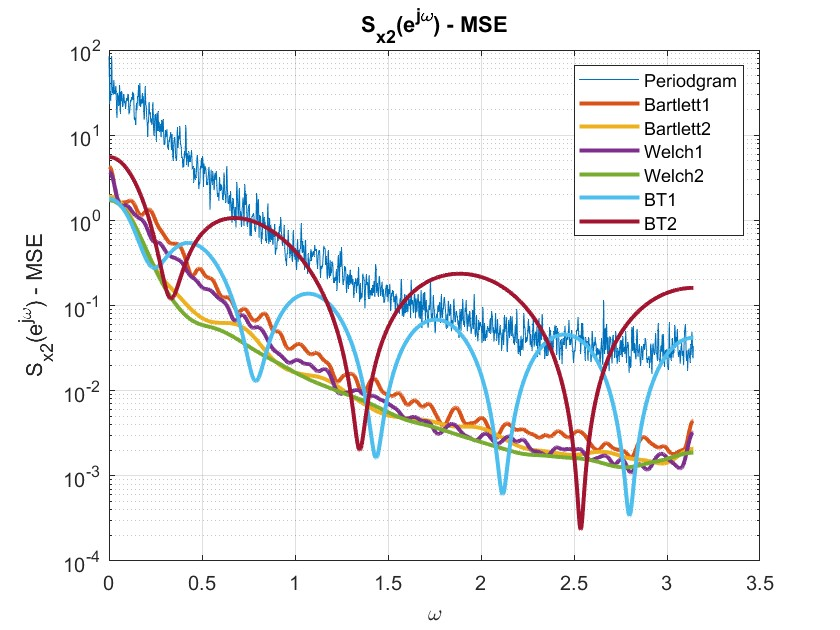 S_x2(e^jω) - MSE
S_x2(e^jω) - MSE
10^2
10^1
10^0
10^-1
10^-2
10^-3
10^-4
Periodgram
Bartlett1
Bartlett2
Welch1
Welch2
BT1
BT2
0 0.5 1 1.5 2 2.5 3 3.5
ω